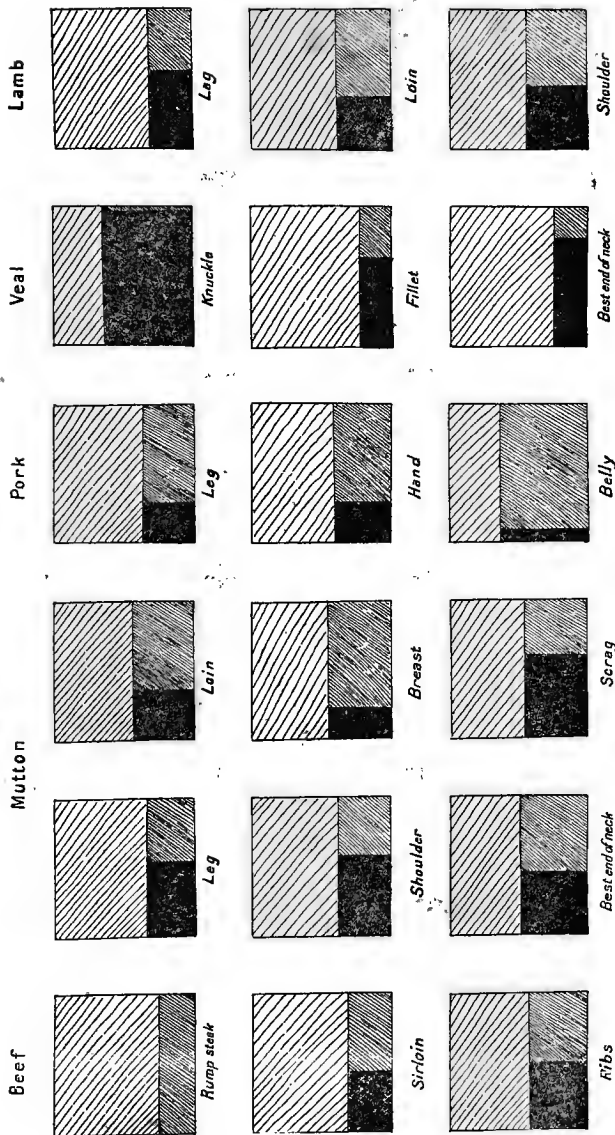 Beef Mutton Pork Veal Lamb
Rump steak Leg Loin Leg Knuckle Leg
Sirloin Shoulder Breast Hand Fillet Loin
Ribs Best end of neck Scrag Belly Best end of neck Shoulder